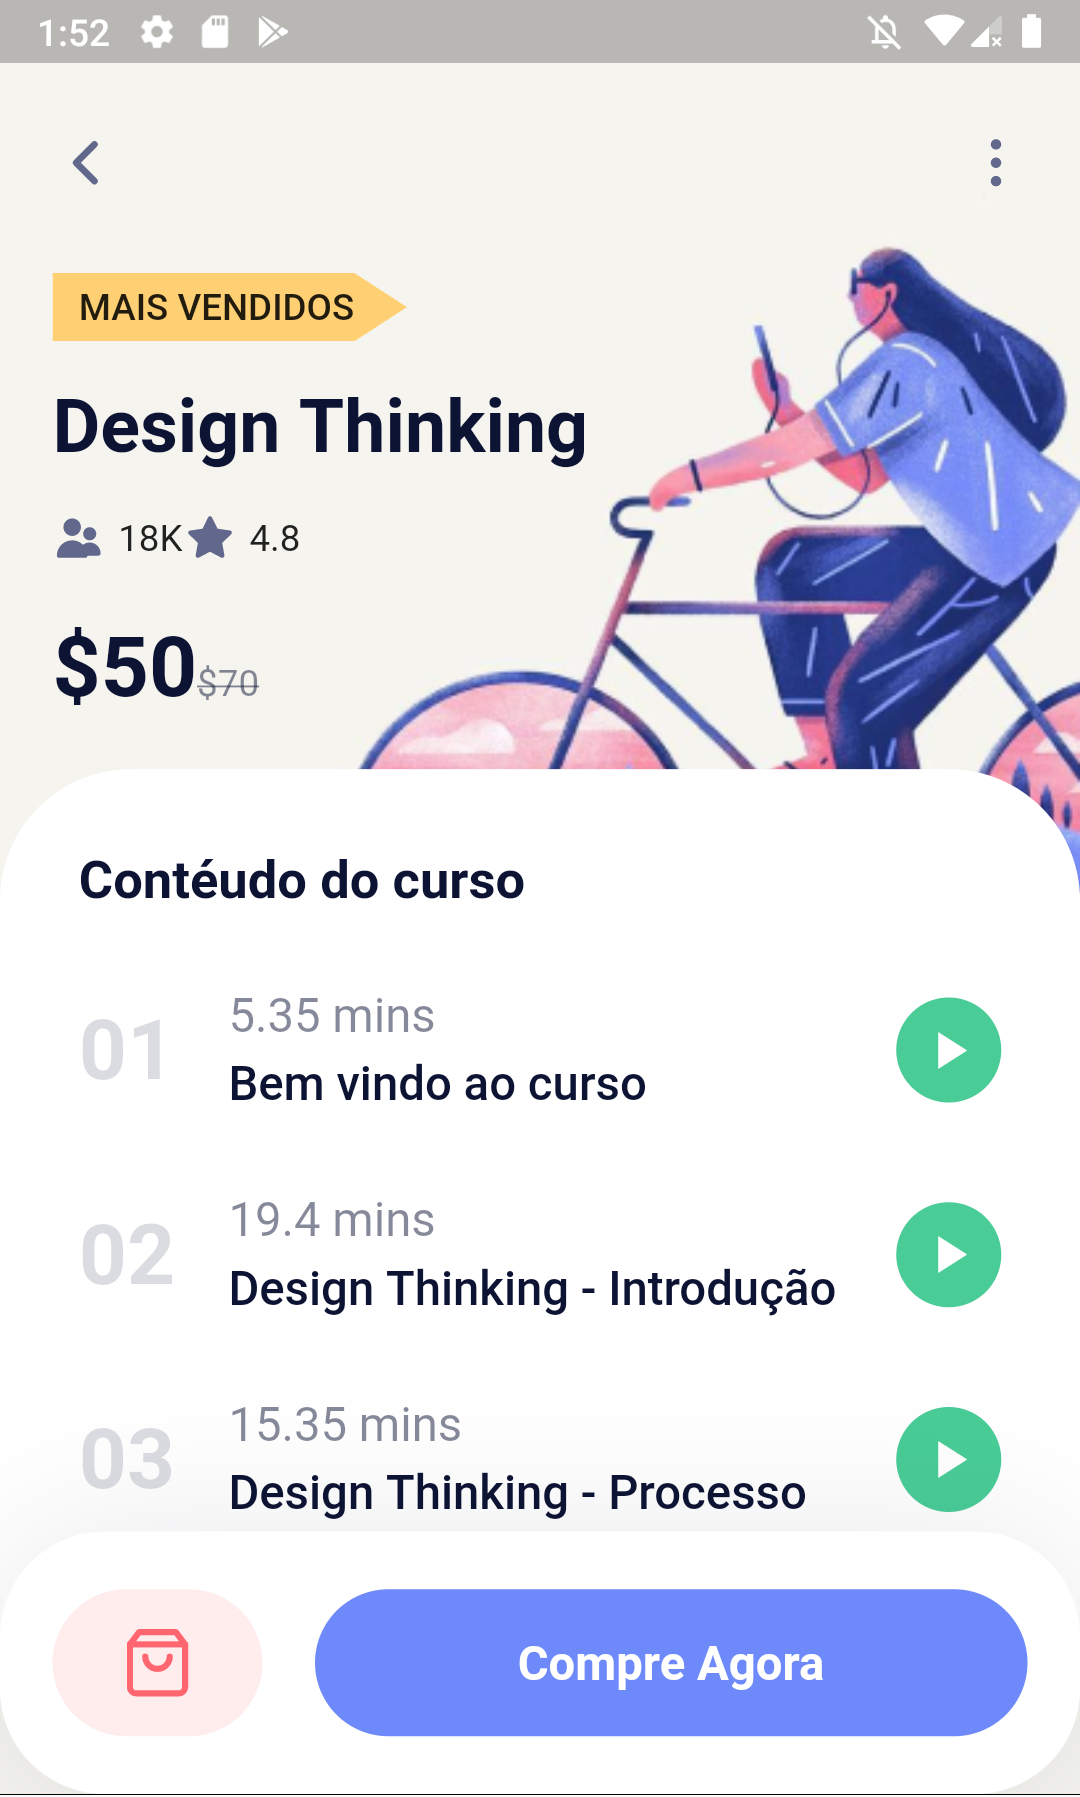 1:52
MAIS VENDIDOS
Design Thinking
18K 4.8
$50 $70
Contéudo do curso
5.35 mins
01
Bem vindo ao curso
19.4 mins
02
Design Thinking - Introdução
15.35 mins
03
Design Thinking - Processo
Compre Agora